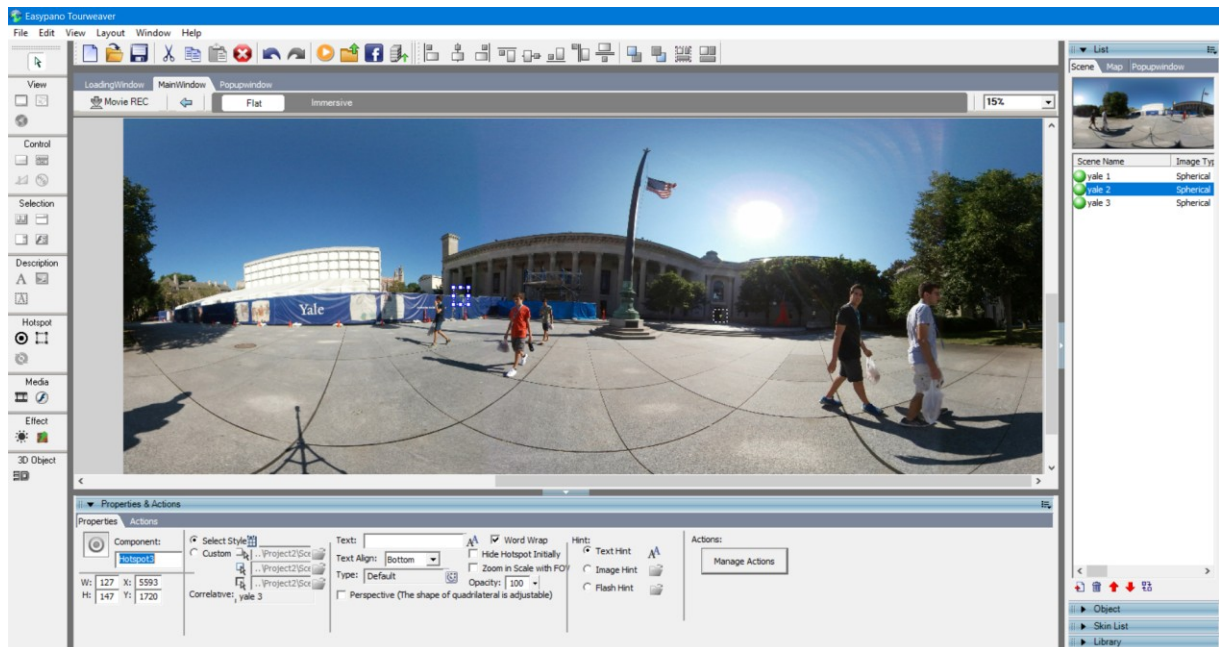 Easypano Tourweaver
File Edit View Layout Window Help
LoadingWindow MainWindow Popupwindow
Movie REC Flat Immersive 15%
View
Control
Selection
Description
Hotspot
Media
Effect
3D Object
Yale
List
Scene Map Popupwindow
Scene Name Image Typ
yale 1 Spherical
yale 2 Spherical
yale 3 Spherical
Object
Skin List
Library
Properties & Actions
Properties Actions
Component:
Hotspot3
W: 127 X: 5593
H: 147 Y: 1720
Select Style
Custom ..\Project2\Sce
..\Project2\Sce
..\Project2\Sce
Correlative: yale 3
Text:
Text Align: Bottom
Type: Default
Perspective (The shape of quadrilateral is adjustable)
Word Wrap
Hide Hotspot Initially
Zoom in Scale with FOV
Opacity: 100
Hint:
Text Hint
Image Hint
Flash Hint
Actions:
Manage Actions